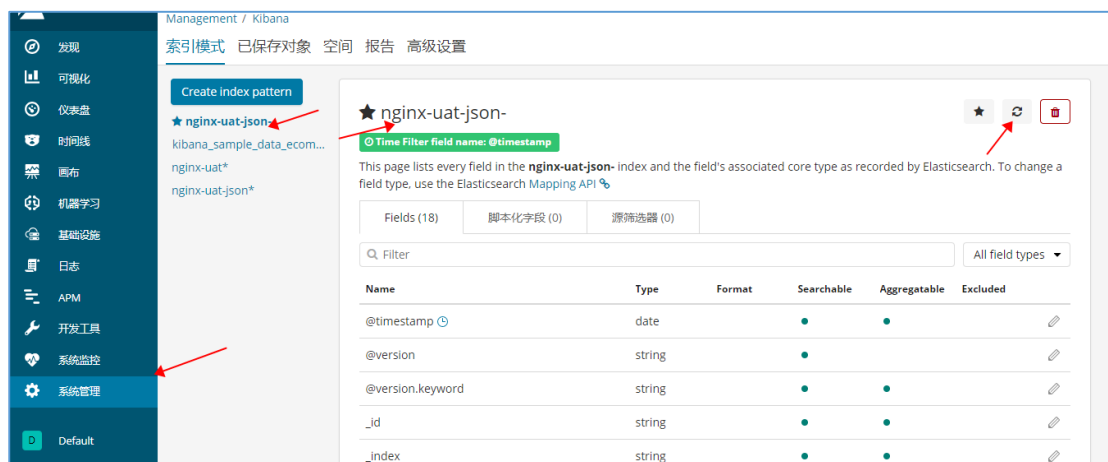 Management / Kibana
索引模式 已保存对象 空间 报告 高级设置
发现
可视化
仪表盘
时间线
画布
机器学习
基础设施
日志
APM
开发工具
系统监控
系统管理
D Default
Create index pattern
★ nginx-uat-json-
kibana_sample_data_ecom...
nginx-uat*
nginx-uat-json*
★ nginx-uat-json-
Time Filter field name: @timestamp
This page lists every field in the nginx-uat-json- index and the field's associated core type as recorded by Elasticsearch. To change a
field type, use the Elasticsearch Mapping API
Fields (18) 脚本化字段 (0) 源筛选器 (0)
Filter All field types
Name Type Format Searchable Aggregatable Excluded
@timestamp date
@version string
@version.keyword string
_id string
_index string